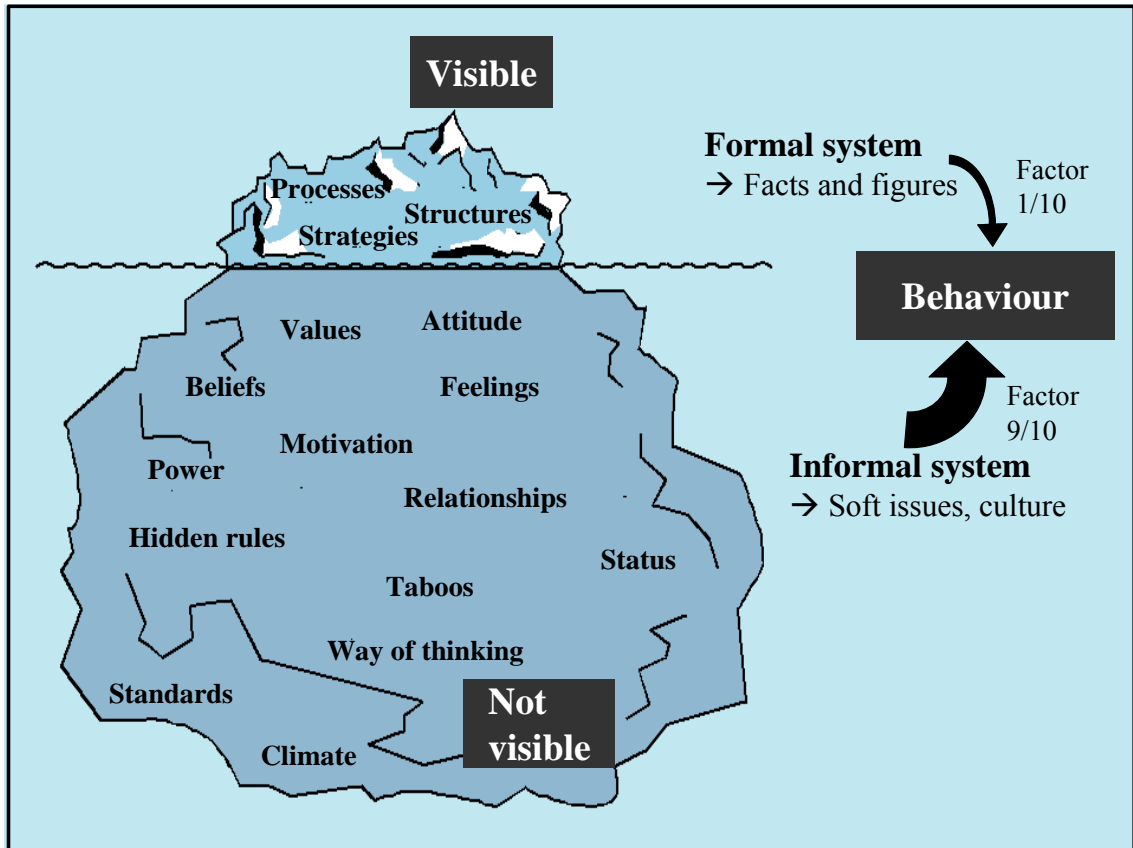 Visible
Processes
Structures
Strategies
Values
Attitude
Beliefs
Feelings
Motivation
Power
Relationships
Hidden rules
Status
Taboos
Way of thinking
Standards
Not
visible
Climate
Formal system
→ Facts and figures
Factor
1/10
Behaviour
Factor
9/10
Informal system
→ Soft issues, culture